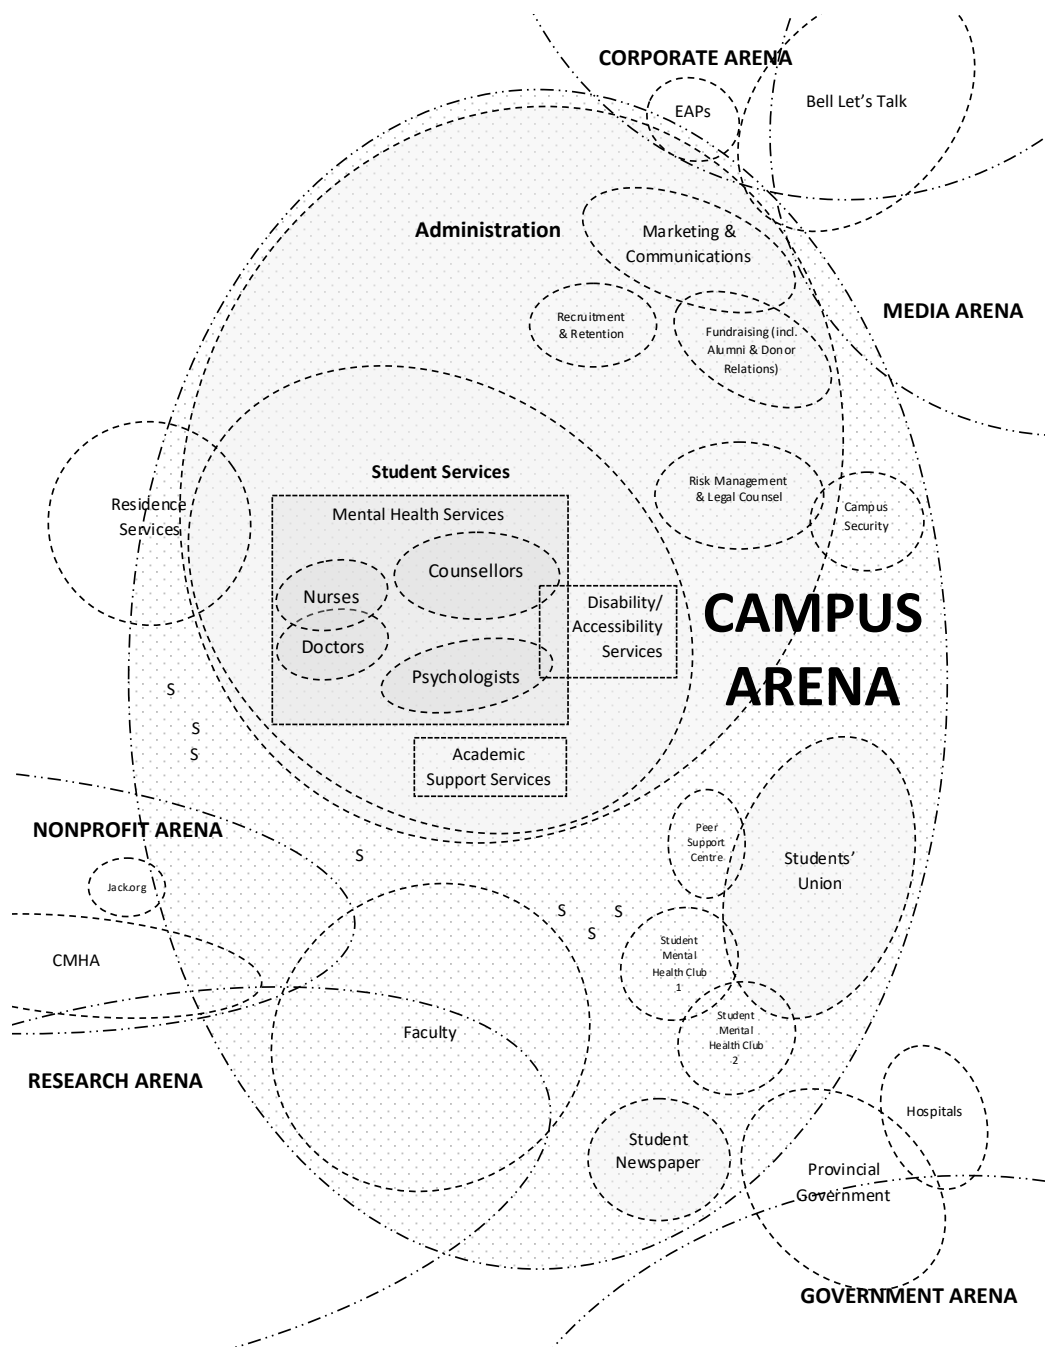 CORPORATE ARENA
Bell Let's Talk
EAPs
Administration
Marketing &
Communications
MEDIA ARENA
Recruitment
& Retention
Fundraising (incl.
Alumni & Donor
Relations)
Student Services
Risk Management
& Legal Counsel
Residence
Services
Mental Health Services
Campus
Security
Counsellors
Nurses
Disability/
Accessibility
Services
CAMPUS
ARENA
Doctors
Psychologists
S
S
S
Academic
Support Services
NONPROFIT ARENA
Peer
Support
Centre
Students'
Union
S
Jack.org
S
S
S
CMHA
Student
Mental
Health Club
1
Student
Mental
Health Club
2
Faculty
RESEARCH ARENA
Hospitals
Student
Newspaper
Provincial
Government
GOVERNMENT ARENA